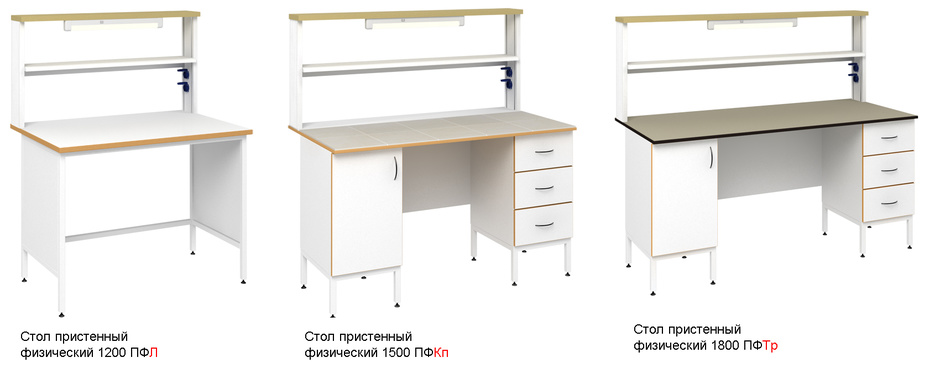 Стол пристенный
физический 1200 ПФЛ
Стол пристенный
физический 1500 ПФКп
Стол пристенный
физический 1800 ПФТр